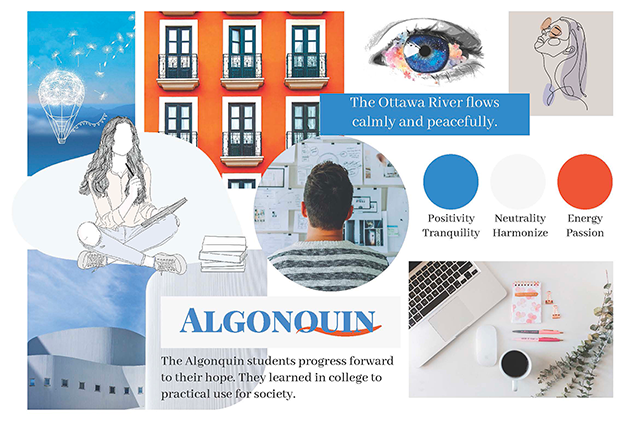 The Ottawa River flows
calmly and peacefully.
Positivity
Tranquility
Neutrality
Harmonize
Energy
Passion
ALGONQUIN
The Algonquin students progress forward
to their hope. They learned in college to
practical use for society.